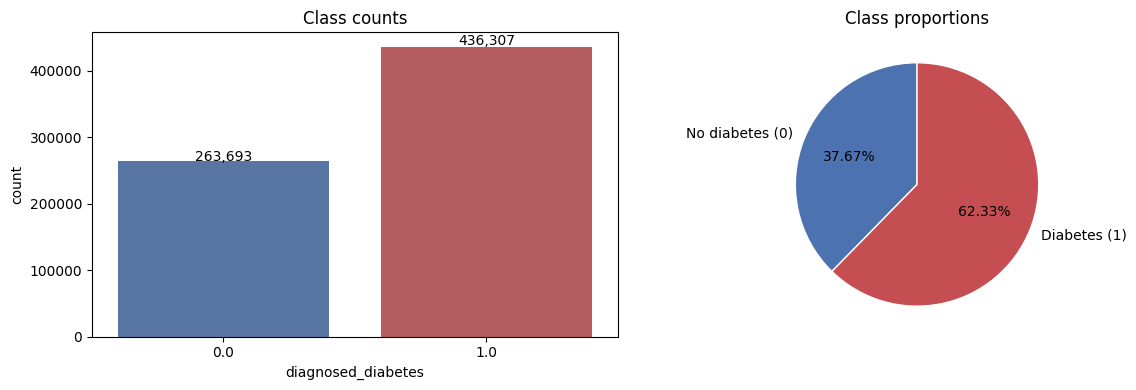 Class counts
436,307
263,693
400000
300000
200000
100000
0
count
0.0
1.0
diagnosed_diabetes
Class proportions
No diabetes (0)
37.67%
62.33%
Diabetes (1)